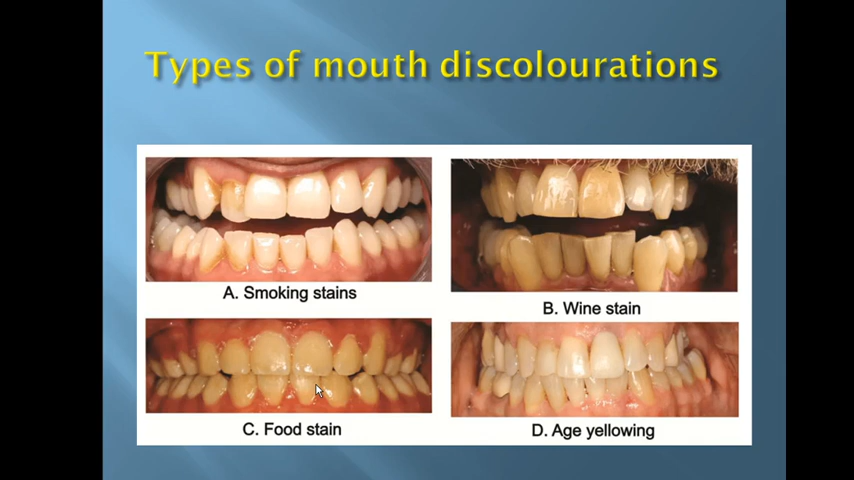 Types of mouth discolourations
A. Smoking stains
B. Wine stain
C. Food stain
D. Age yellowing